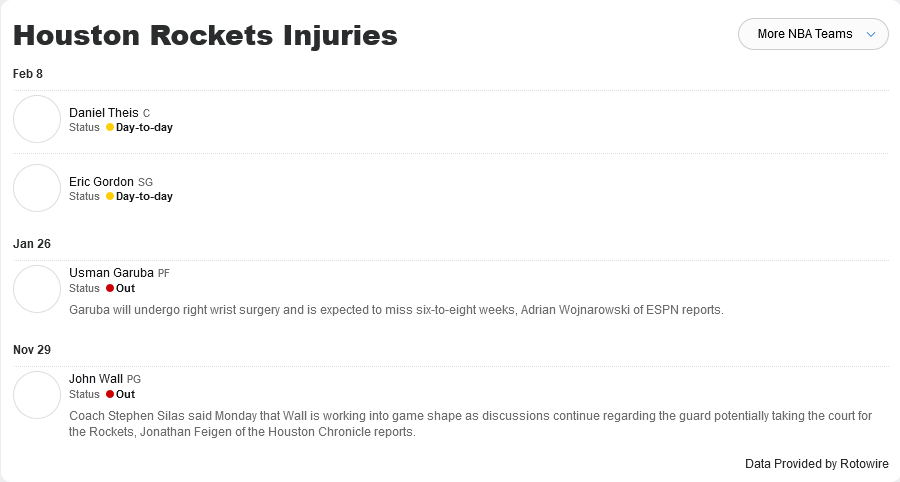 Houston Rockets Injuries
More NBA Teams
Feb 8
Daniel Theis C
Status Day-to-day
Eric Gordon SG
Status Day-to-day
Jan 26
Usman Garuba PF
Status Out
Garuba will undergo right wrist surgery and is expected to miss six-to-eight weeks, Adrian Wojnarowski of ESPN reports.
Nov 29
John Wall PG
Status Out
Coach Stephen Silas said Monday that Wall is working into game shape as discussions continue regarding the guard potentially taking the court for
the Rockets, Jonathan Feigen of the Houston Chronicle reports.
Data Provided by Rotowire